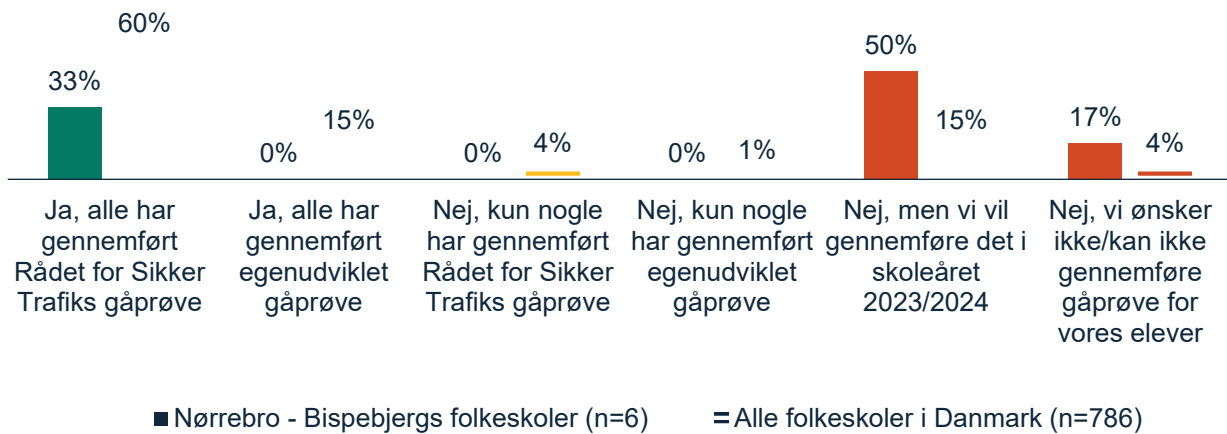 60%
33%
0%
15%
0%
4%
0%
1%
50%
15%
17%
4%
Ja, alle har
gennemført
Rådet for Sikker
Trafiks gåprøve
Ja, alle har
gennemført
egenudviklet
gåprøve
Nej, kun nogle
har gennemført
Rådet for Sikker
Trafiks gåprøve
Nej, kun nogle
har gennemført
egenudviklet
gåprøve
Nej, men vi vil
gennemføre det i
skoleåret
2023/2024
Nej, vi ønsker
ikke/kan ikke
gennemføre
gåprøve for
vores elever
Nørrebro - Bispebjergs folkeskoler (n=6)
Alle folkeskoler i Danmark (n=786)